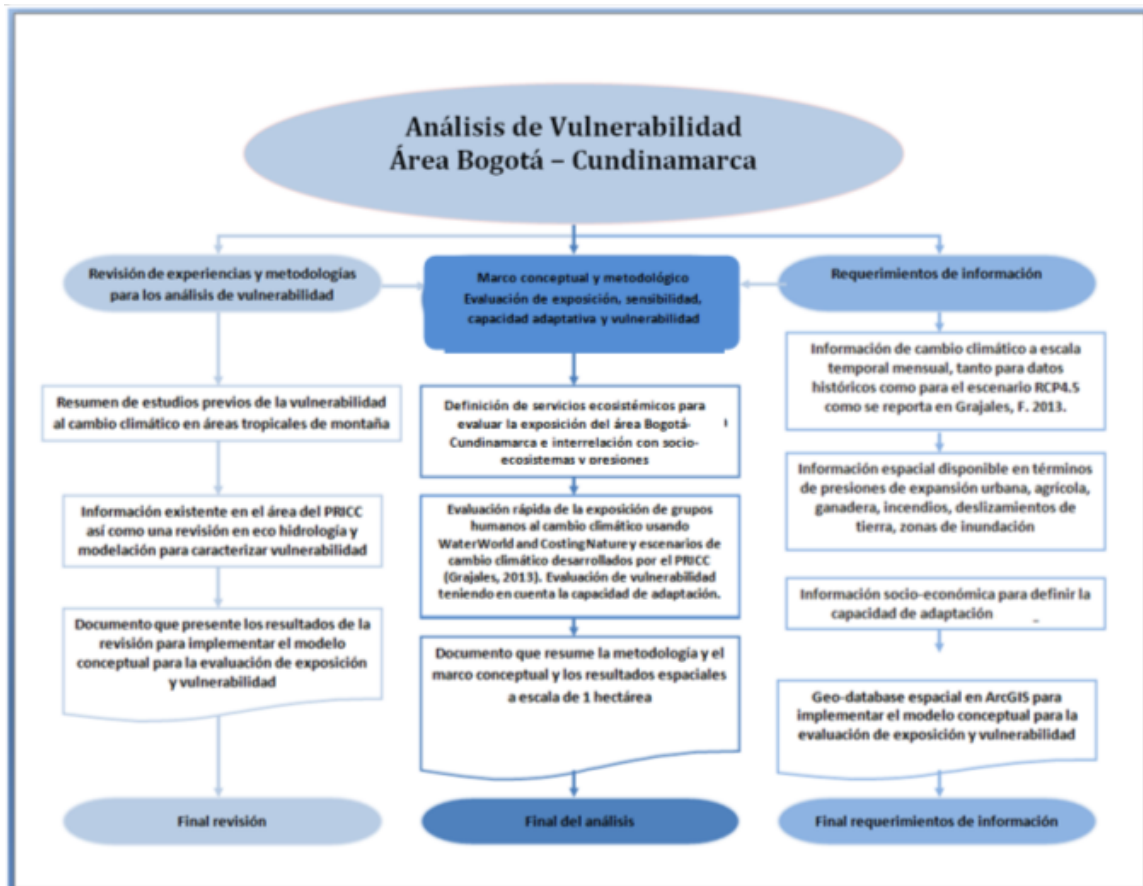 Análisis de Vulnerabilidad
Área Bogotá – Cundinamarca
Revisión de experiencias y metodologías
para los análisis de vulnerabilidad
Resumen de estudios previos de la vulnerabilidad
al cambio climático en áreas tropicales de montaña
Información existente en el área del PRICC
así como una revisión en eco hidrología y
modelación para caracterizar vulnerabilidad
Documento que presente los resultados de la
revisión para implementar el modelo
conceptual para la evaluación de exposición
y vulnerabilidad
Final revisión
Marco conceptual y metodológico
Evaluación de exposición, sensibilidad,
capacidad adaptativa y vulnerabilidad
Definición de servicios ecosistémicos para
evaluar la exposición del área Bogotá-
Cundinamarca e interrelación con socio-
ecosistemas y presiones
Evaluación rápida de la exposición de grupos
humanos al cambio climático usando
WaterWorld and CostingNature y escenarios de
cambio climático desarrollados por el PRICC
(Grajales, 2013). Evaluación de vulnerabilidad
teniendo en cuenta la capacidad de adaptación.
Documento que resume la metodología y el
marco conceptual y los resultados espaciales
a escala de 1 hectárea
Final del análisis
Requerimientos de información
Información de cambio climático a escala
temporal mensual, tanto para datos
históricos como para el escenario RCP4.5
como se reporta en Grajales, F. 2013.
Información espacial disponible en términos
de presiones de expansión urbana, agrícola,
ganadera, incendios, deslizamientos de
tierra, zonas de inundación
Información socio-económica para definir la
capacidad de adaptación
Geo-database espacial en ArcGIS para
implementar el modelo conceptual para la
evaluación de exposición y vulnerabilidad
Final requerimientos de información